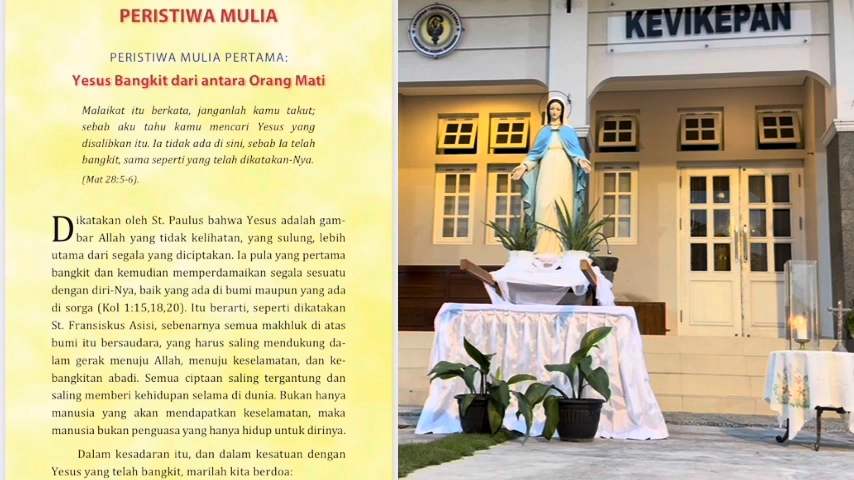 PERISTIWA MULIA
PERISTIWA MULIA PERTAMA:
Yesus Bangkit dari antara Orang Mati
Malaikat itu berkata, janganlah kamu takut;
sebab aku tahu kamu mencari Yesus yang
disalibkan itu. Ia tidak ada di sini, sebab Ia telah
bangkit, sama seperti yang telah dikatakan-Nya.
(Mat 28:5-6).
Dikatakan oleh St. Paulus bahwa Yesus adalah gam-
bar Allah yang tidak kelihatan, yang sulung, lebih
utama dari segala yang diciptakan. Ia pula yang pertama
bangkit dan kemudian memperdamaikan segala sesuatu
dengan diri-Nya, baik yang ada di bumi maupun yang ada
di sorga (Kol 1:15,18,20). Itu berarti, seperti dikatakan
St. Fransiskus Asisi, sebenarnya semua makhluk di atas
bumi itu bersaudara, yang harus saling mendukung da-
lam gerak menuju Allah, menuju keselamatan, dan ke-
bangkitan abadi. Semua ciptaan saling tergantung dan
saling memberi kehidupan selama di dunia. Bukan hanya
manusia yang akan mendapatkan keselamatan, maka
manusia bukan penguasa yang hanya hidup untuk dirinya.
Dalam kesadaran itu, dan dalam kesatuan dengan
Yesus yang telah bangkit, marilah kita berdoa:
KEVIKEPAN